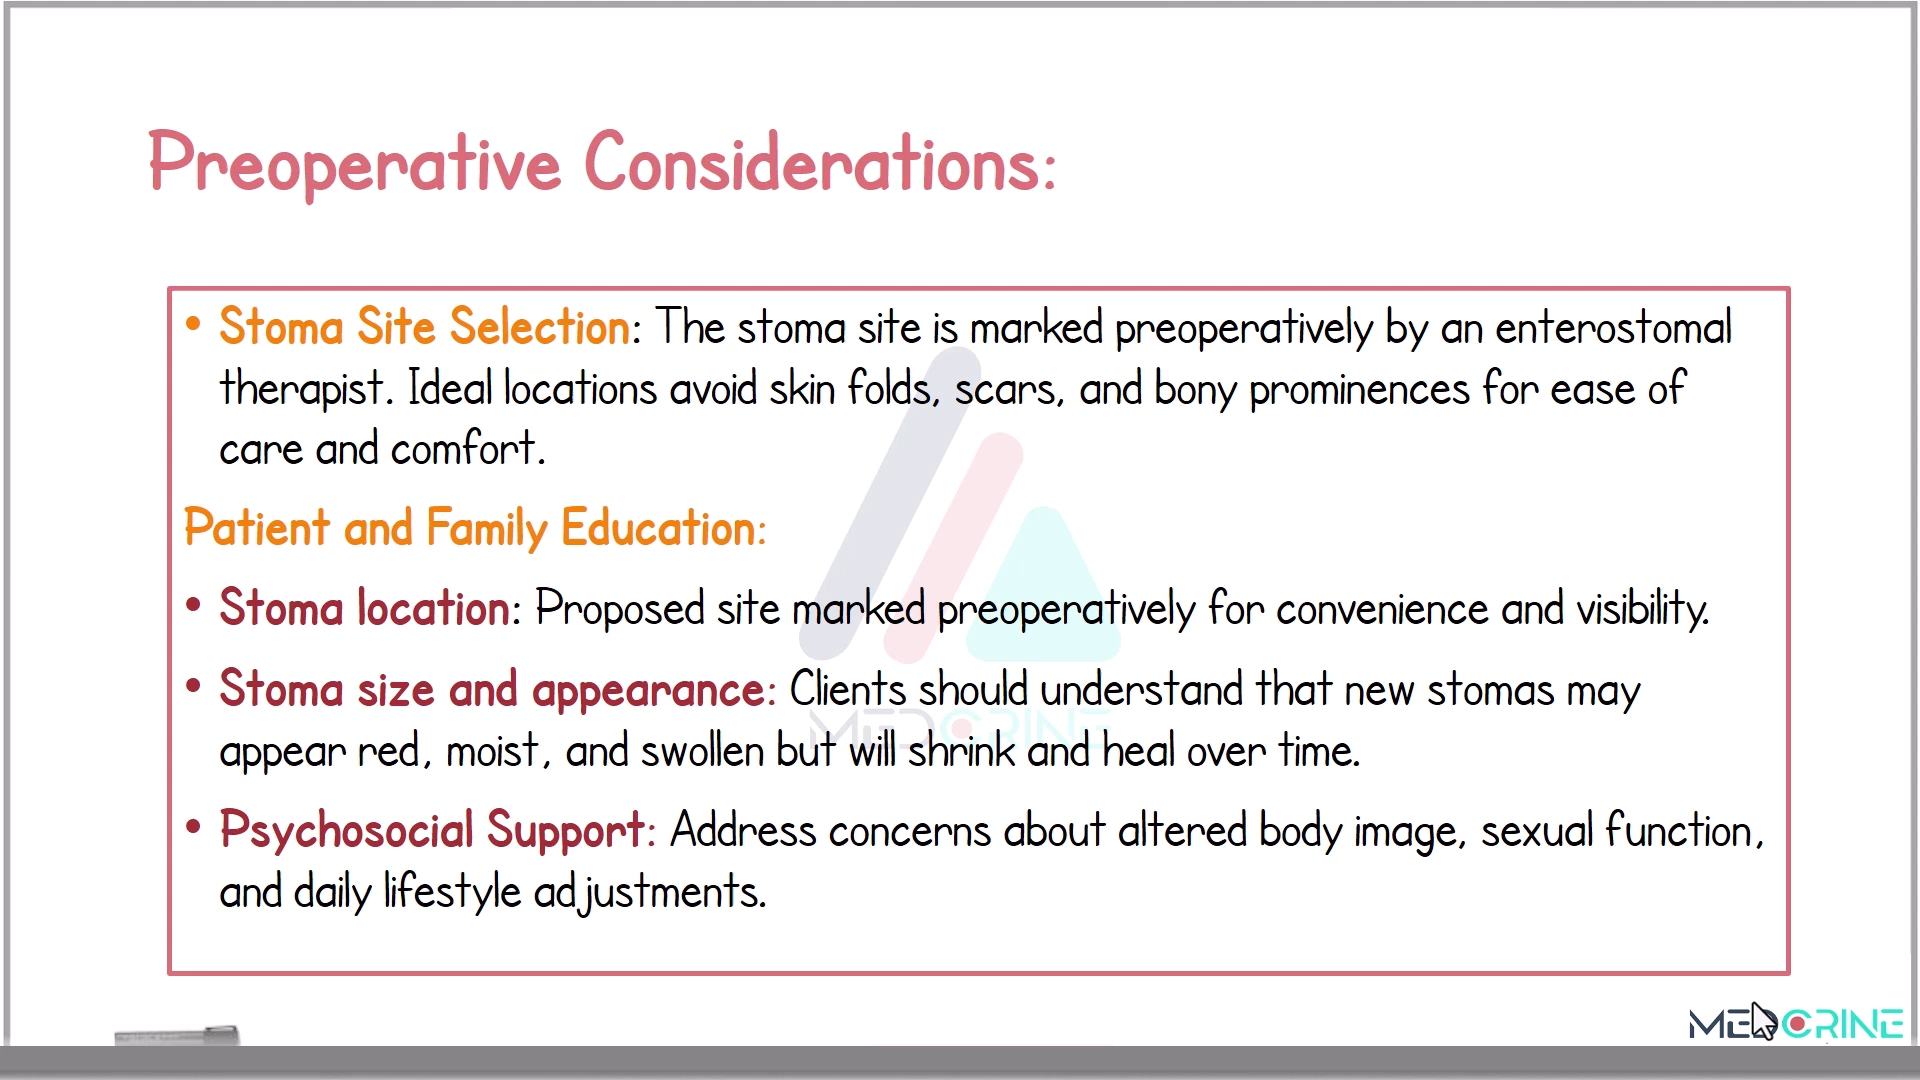 Preoperative Considerations:
• Stoma Site Selection: The stoma site is marked preoperatively by an enterostomal
therapist. Ideal locations avoid skin folds, scars, and bony prominences for ease of
care and comfort.
Patient and Family Education:
• Stoma location: Proposed site marked preoperatively for convenience and visibility.
• Stoma size and appearance: Clients should understand that new stomas may
appear red, moist, and swollen but will shrink and heal over time.
• Psychosocial Support: Address concerns about altered body image, sexual function,
and daily lifestyle adjustments.
MEDCRINE
MEDCRINE